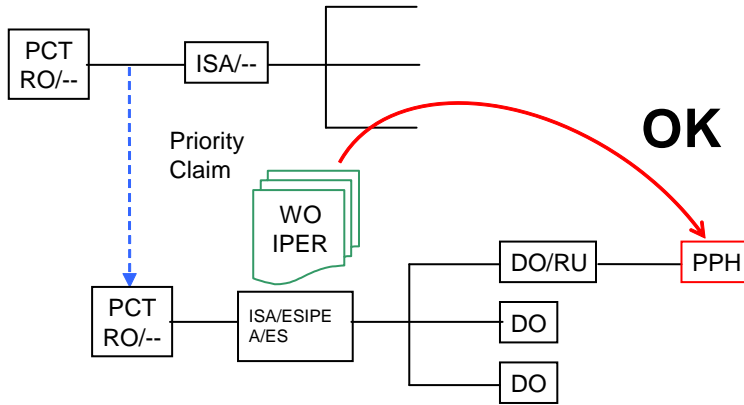 PCT
RO/--
ISA/--
OK
Priority
Claim
WO
IPER
DO/RU
PPH
PCT
RO/--
ISA/ESIPE
A/ES
DO
DO